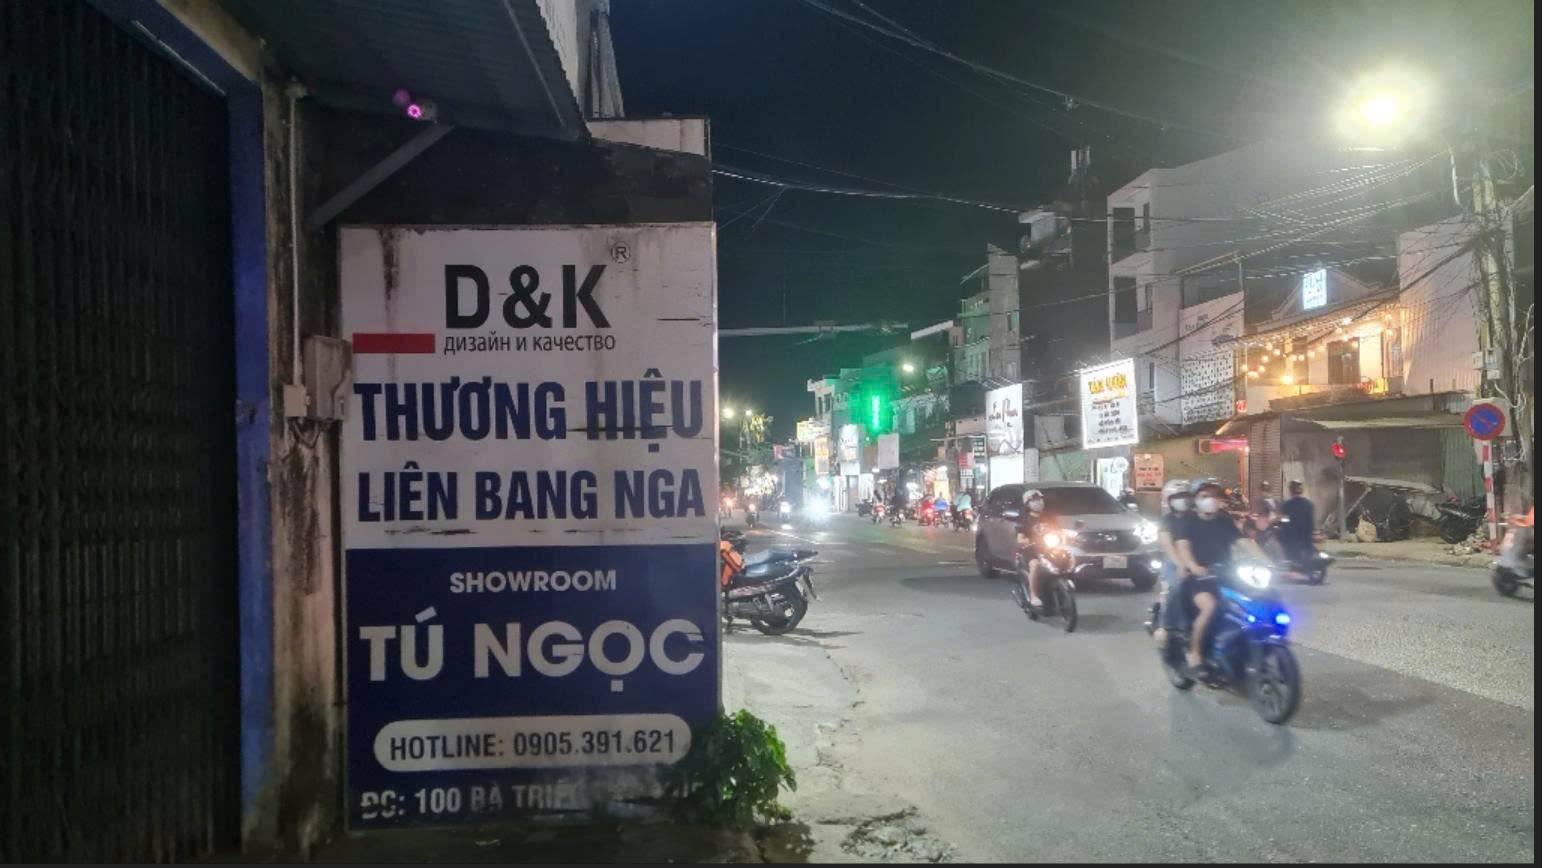 D&K®
дизайн и качество
THƯƠNG HIỆU
LIÊN BANG NGA
SHOWROOM
TÚ NGỌC
HOTLINE: 0905.391.621
ĐC: 100 BÀ